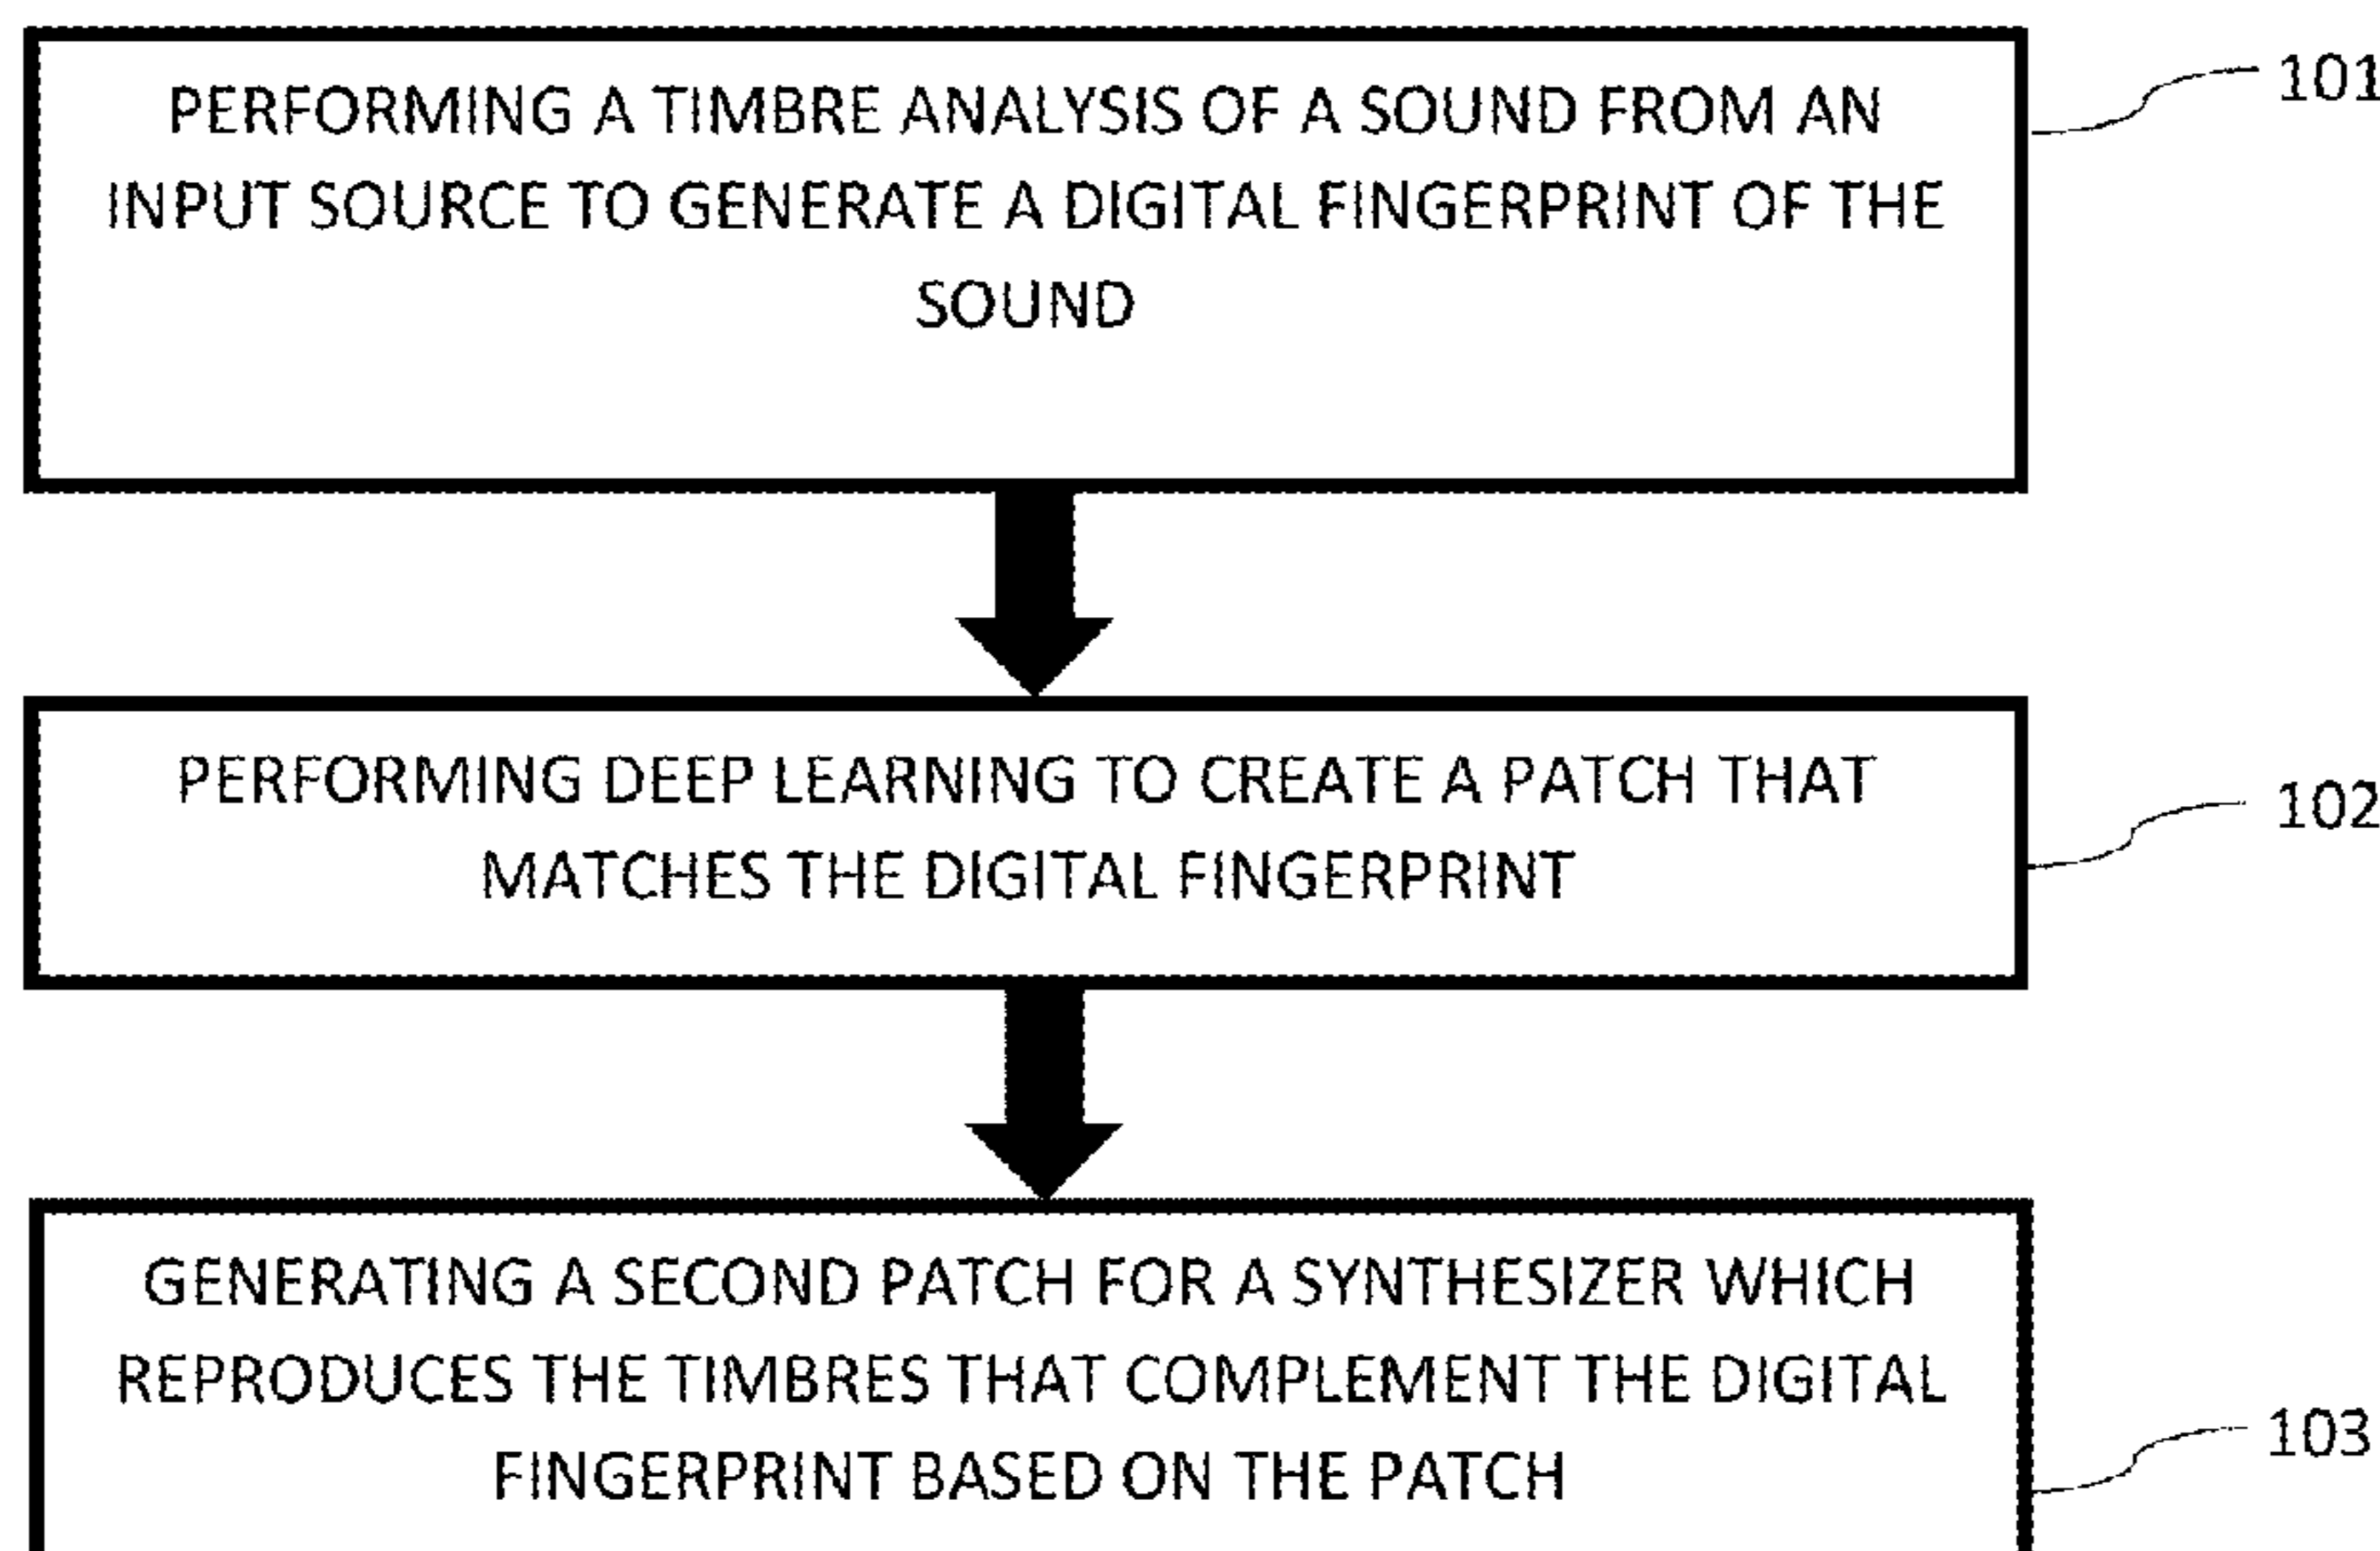 PERFORMING A TIMBRE ANALYSIS OF A SOUND FROM AN
INPUT SOURCE TO GENERATE A DIGITAL FINGERPRINT OF THE
SOUND
101
PERFORMING DEEP LEARNING TO CREATE A PATCH THAT
MATCHES THE DIGITAL FINGERPRINT
102
GENERATING A SECOND PATCH FOR A SYNTHESIZER WHICH
REPRODUCES THE TIMBRES THAT COMPLEMENT THE DIGITAL
FINGERPRINT BASED ON THE PATCH
103